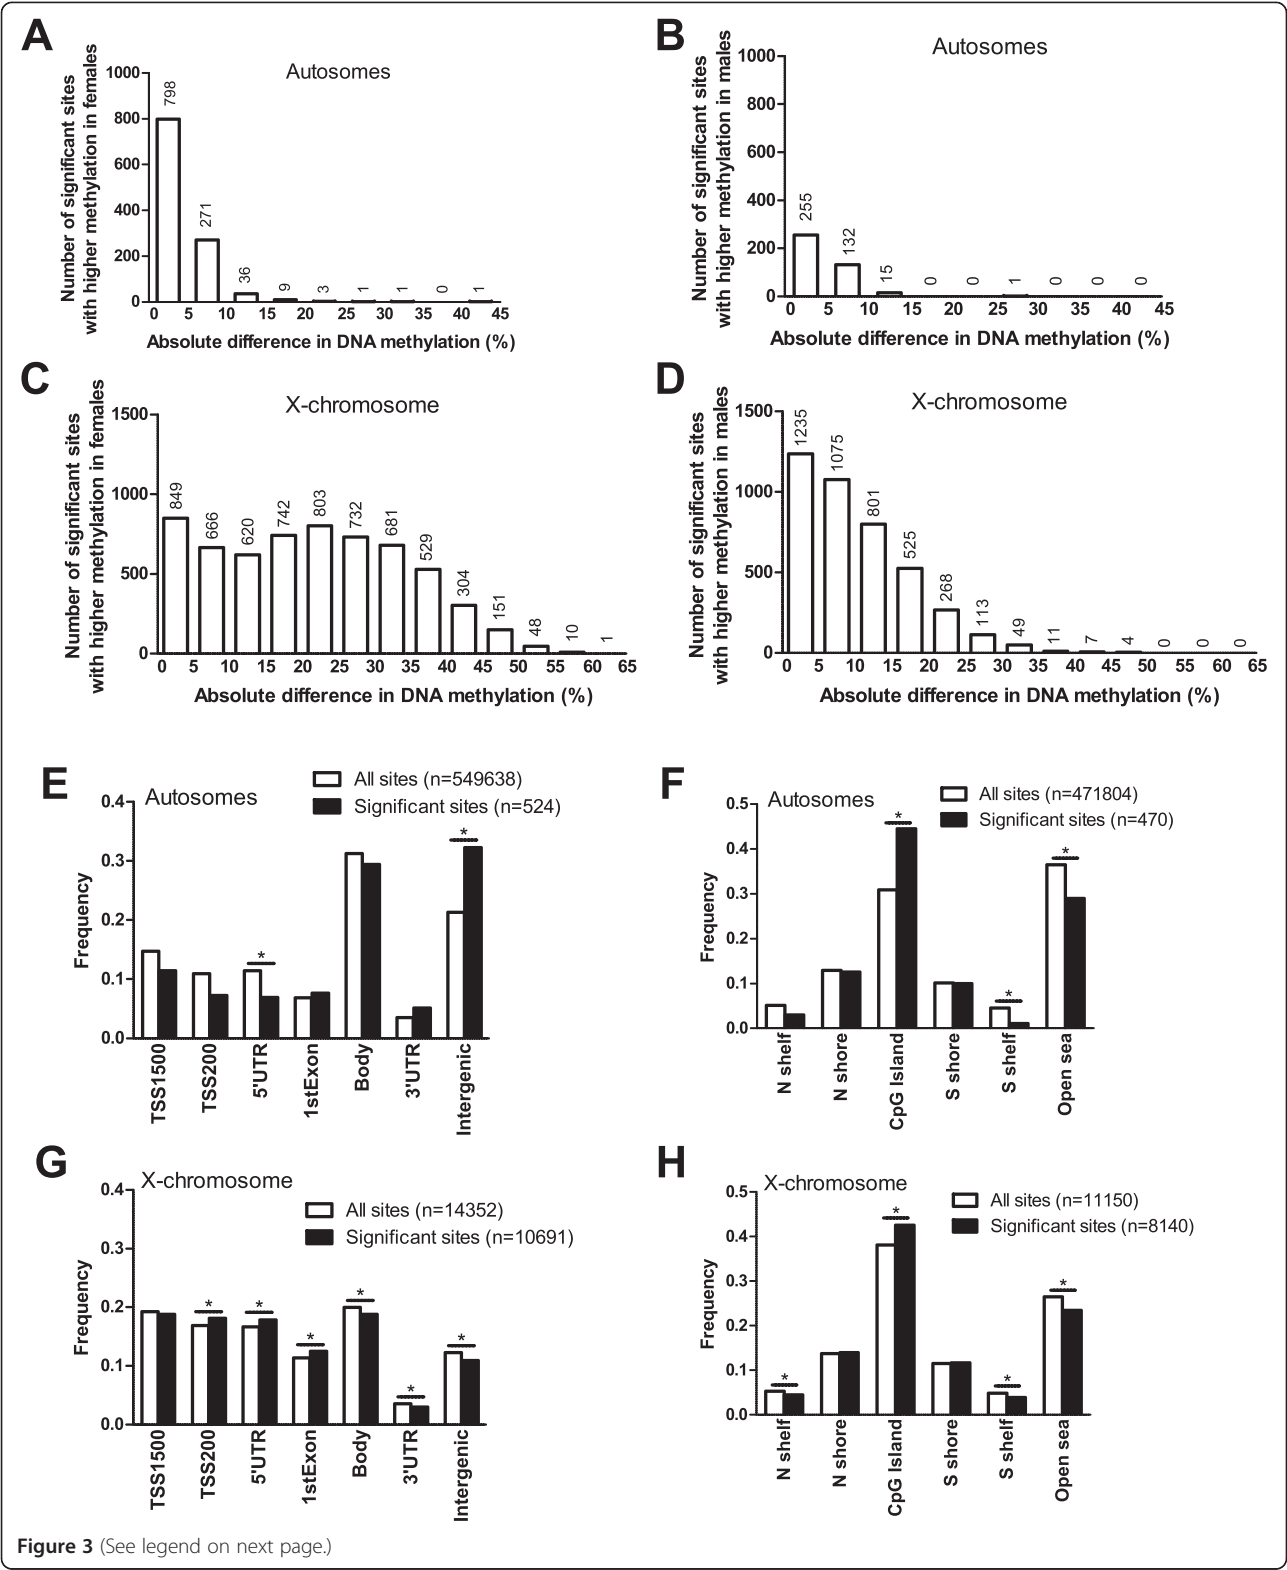 A
Autosomes
Number of significant sites
with higher methylation in females
1000
800
600
400
200
0
798
271
36
9
3
1
1
0
1
0 5 10 15 20 25 30 35 40 45
Absolute difference in DNA methylation (%)
B
Autosomes
Number of significant sites
with higher methylation in males
1000
800
600
400
200
0
255
132
15
0
0
1
0
0
0
0 5 10 15 20 25 30 35 40 45
Absolute difference in DNA methylation (%)
C
X-chromosome
Number of significant sites
with higher methylation in females
1500
1000
500
0
849
666
620
742
803
732
681
529
304
151
48
10
1
0 5 10 15 20 25 30 35 40 45 50 55 60 65
Absolute difference in DNA methylation (%)
D
X-chromosome
Number of significant sites
with higher methylation in males
1500
1000
500
0
1235
1075
801
525
268
113
49
11
7
4
0
0
0
0 5 10 15 20 25 30 35 40 45 50 55 60 65
Absolute difference in DNA methylation (%)
E
Autosomes
All sites (n=549638)
Significant sites (n=524)
Frequency
0.4
0.3
0.2
0.1
0.0
*
*
TSS1500
TSS200
5'UTR
1stExon
Body
3'UTR
Intergenic
F
Autosomes
All sites (n=471804)
Significant sites (n=470)
Frequency
0.5
0.4
0.3
0.2
0.1
0.0
*
*
*
N shelf
N shore
CpG Island
S shore
S shelf
Open sea
G
X-chromosome
All sites (n=14352)
Significant sites (n=10691)
Frequency
0.4
0.3
0.2
0.1
0.0
*
*
*
*
*
*
TSS1500
TSS200
5'UTR
1stExon
Body
3'UTR
Intergenic
H
X-chromosome
All sites (n=11150)
Significant sites (n=8140)
Frequency
0.5
0.4
0.3
0.2
0.1
0.0
*
*
*
*
N shelf
N shore
CpG Island
S shore
S shelf
Open sea
Figure 3 (See legend on next page.)